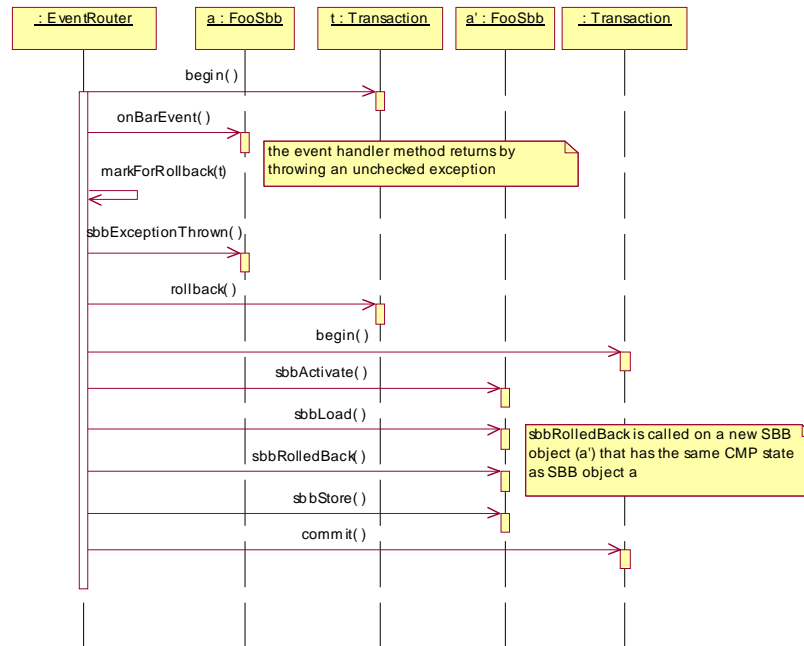 : EventRouter
a : FooSbb
t : Transaction
a' : FooSbb
: Transaction
begin( )
onBarEvent( )
the event handler method returns by
throwing an unchecked exception
markForRollback(t)
sbbExceptionThrown( )
rollback( )
begin( )
sbbActivate( )
sbbLoad( )
sbbRolledBack is called on a new SBB
object (a') that has the same CMP state
as SBB object a
sbbRolledBack( )
sbbStore( )
commit( )